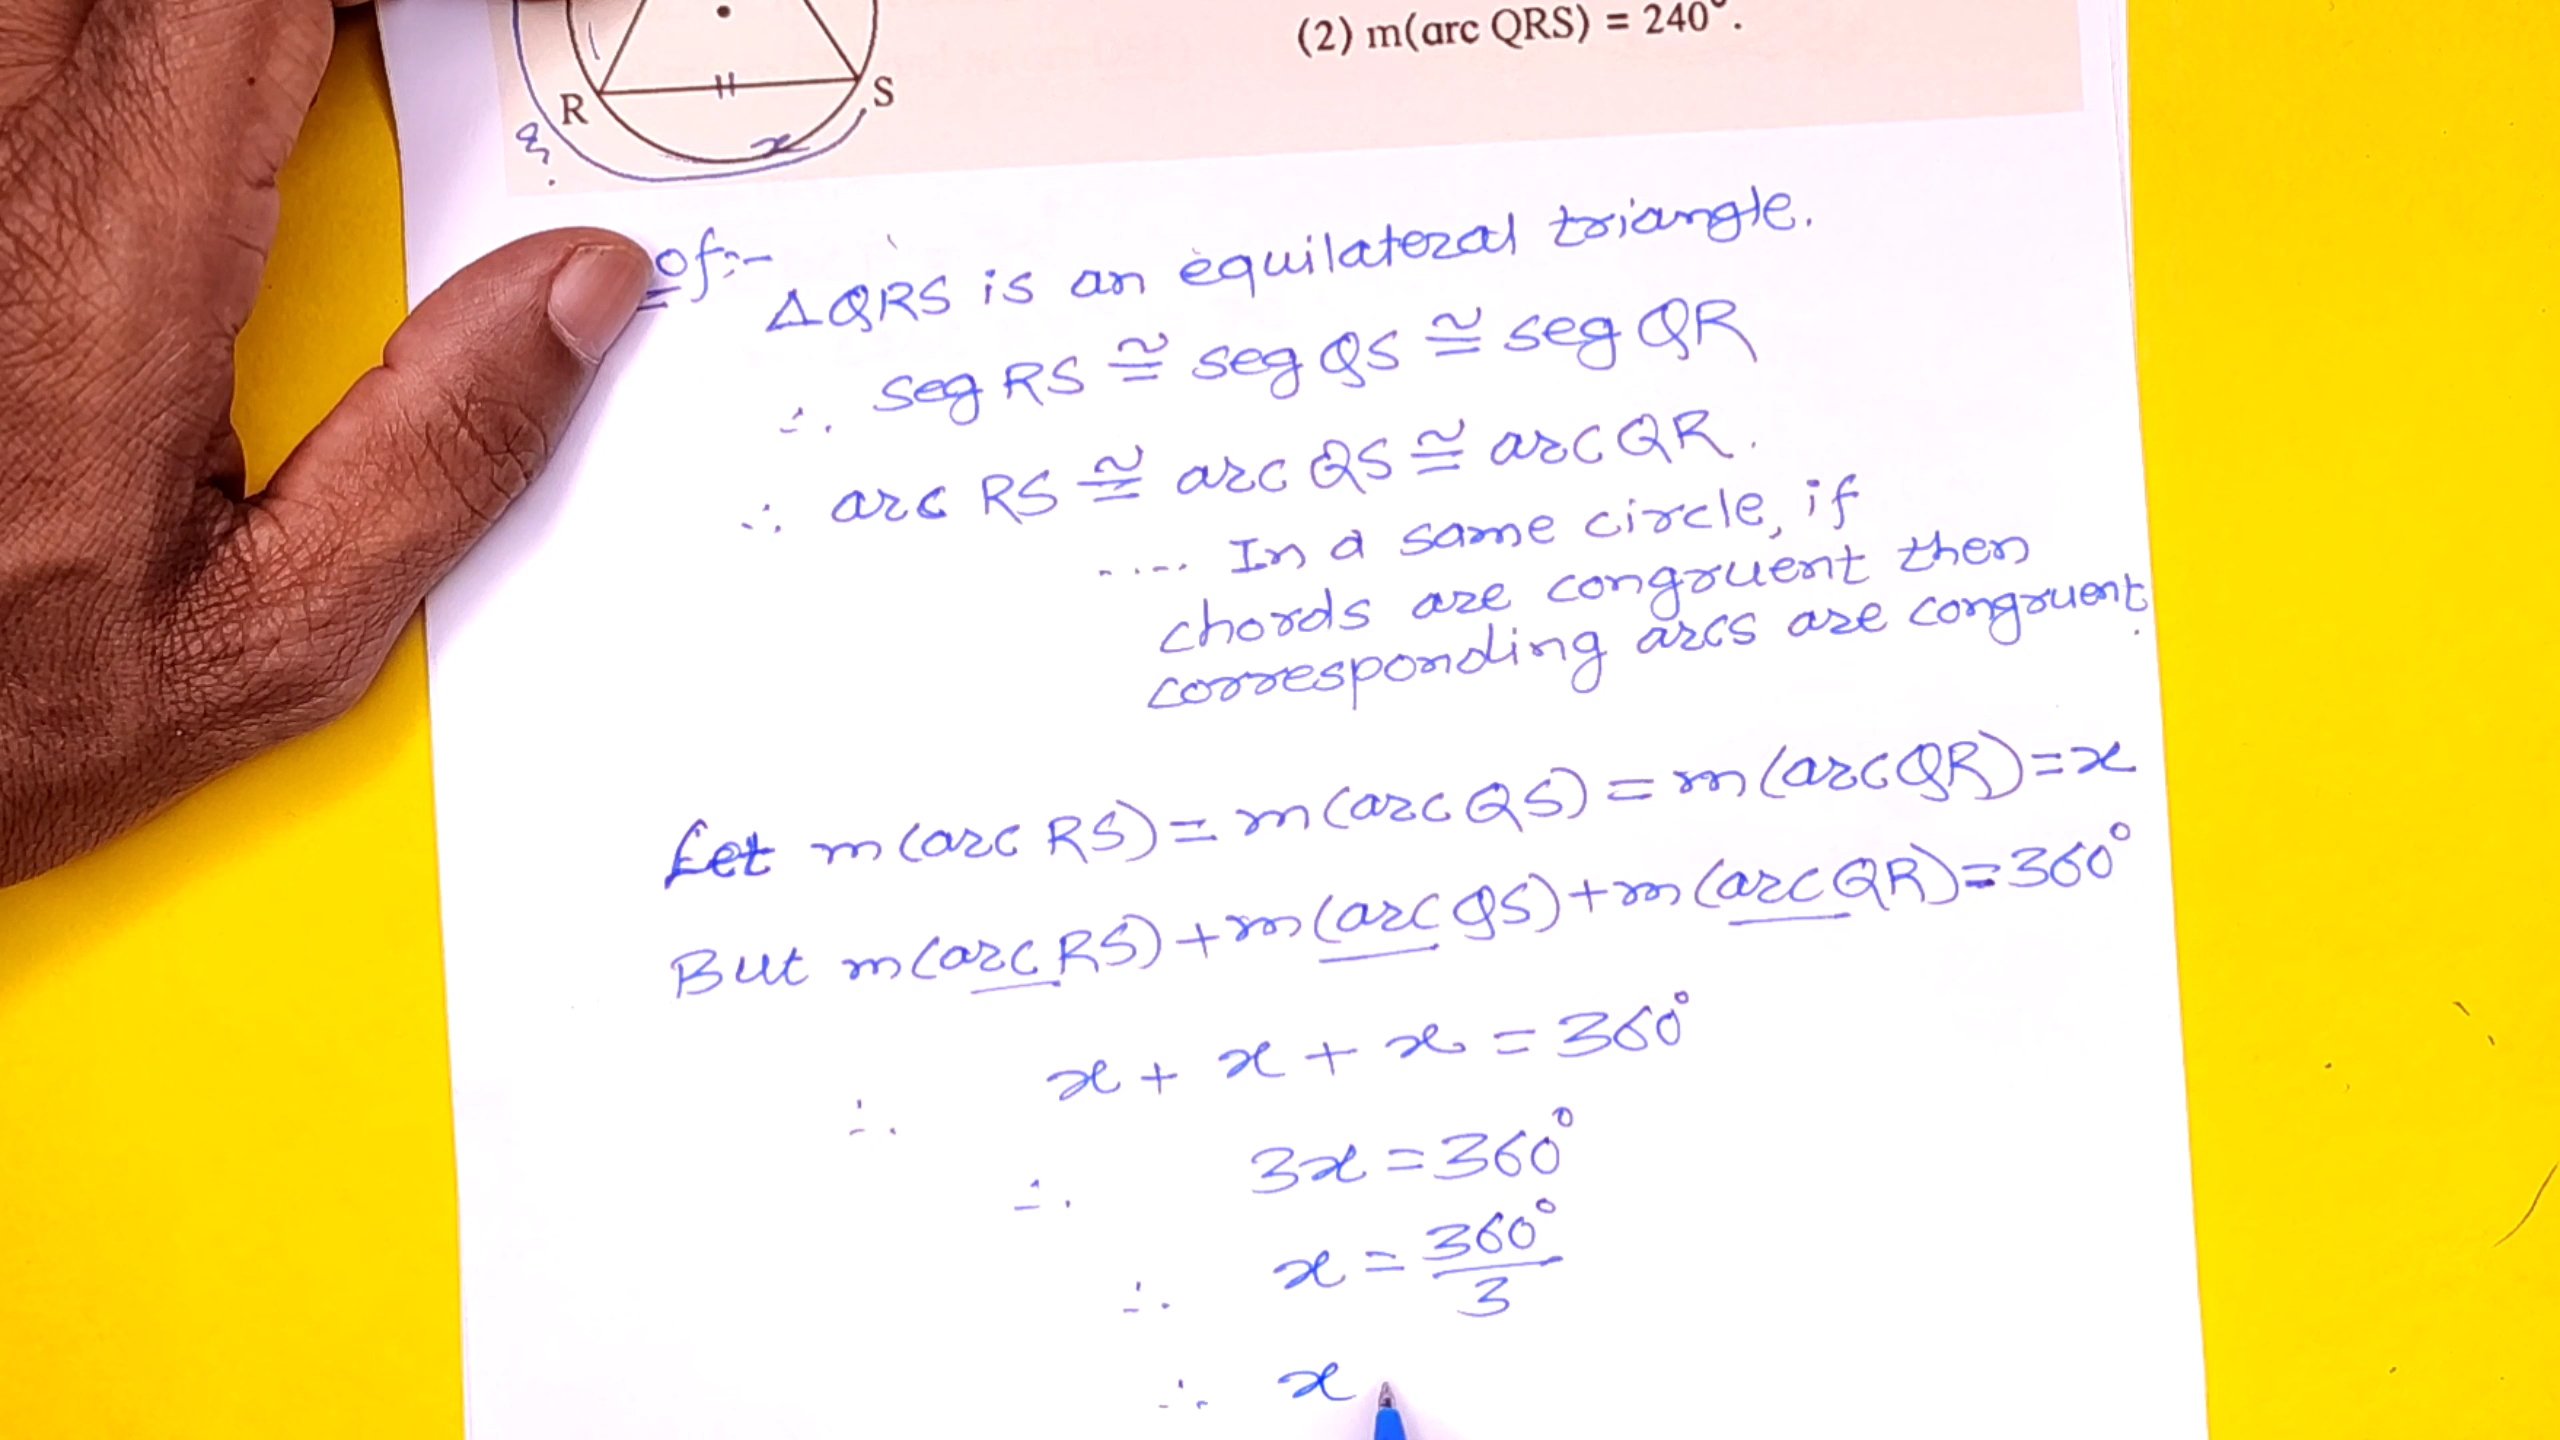 (2) m(arc QRS) = 240°.
R
S
x
of:-
△QRS is an equilateral triangle.
∴ seg RS ≅ seg QS ≅ seg QR
∴ arc RS ≅ arc QS ≅ arc QR.
..... In a same circle, if
chords are congruent then
corresponding arcs are congruent.
Let m(arc RS) = m(arc QS) = m(arc QR) = x
But m(arc RS) + m(arc QS) + m(arc QR) = 360°
∴ x + x + x = 360°
∴ 3x = 360°
∴ x = 360°/3
∴ x